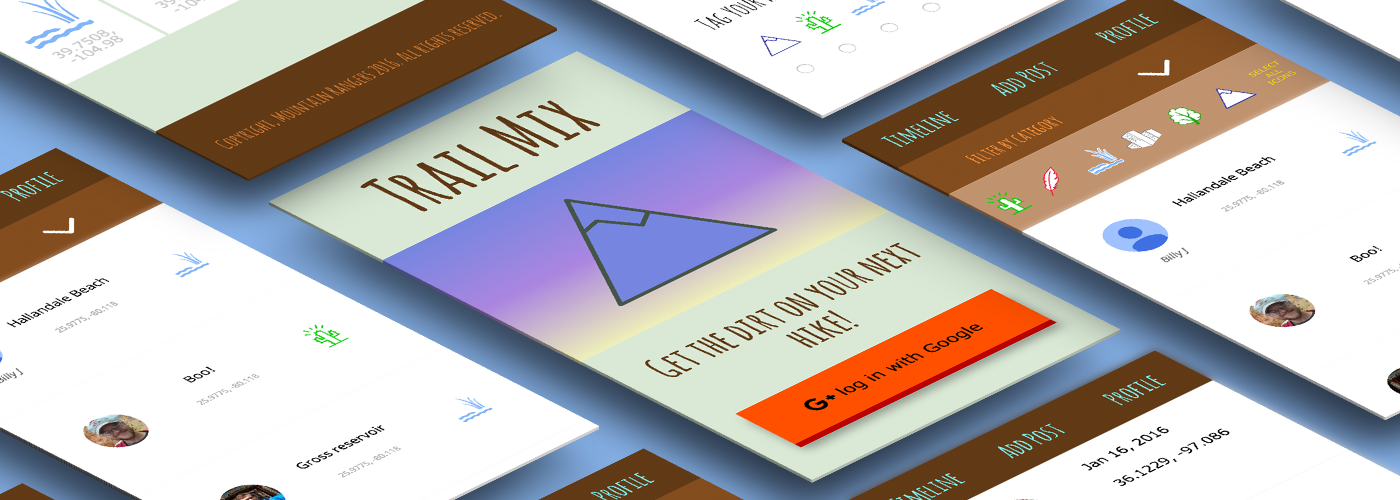 39.7508,
-104.98
COPYRIGHT, MOUNTAIN RANGERS 2016. ALL RIGHTS RESERVED.
TAG YOUR
TRAIL MIX
GET THE DIRT ON YOUR NEXT
HIKE!
G+ log in with Google
PROFILE
Hallandale Beach
25.9775, -80.118
Billy J
Boo!
25.9775, -80.118
Gross reservoir
25.9775, -80.118
TIMELINE ADD POST PROFILE
FILTER BY CATEGORY
SELECT
ALL
ICONS
Hallandale Beach
25.9775, -80.118
Billy J
Boo!
TIMELINE ADD POST PROFILE
Jan 16, 2016
36.1229, -97.086
PROFILE